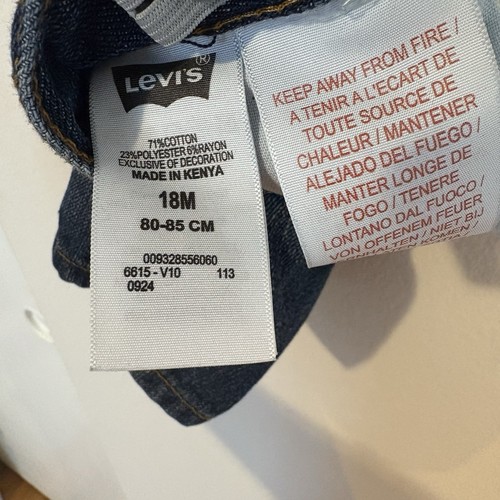 LEVI'S®
71%COTTON
23%POLYESTER 6%RAYON
EXCLUSIVE OF DECORATION
MADE IN KENYA
18M
80-85 CM
009328556060
6615 - V10 113
0924
KEEP AWAY FROM FIRE /
A TENIR A L'ECART DE
TOUTE SOURCE DE
CHALEUR / MANTENER
ALEJADO DEL FUEGO /
MANTER LONGE DE
FOGO / TENERE
LONTANO DAL FUOCO /
VON OFFENEM FEUER
/ NIET BIJ